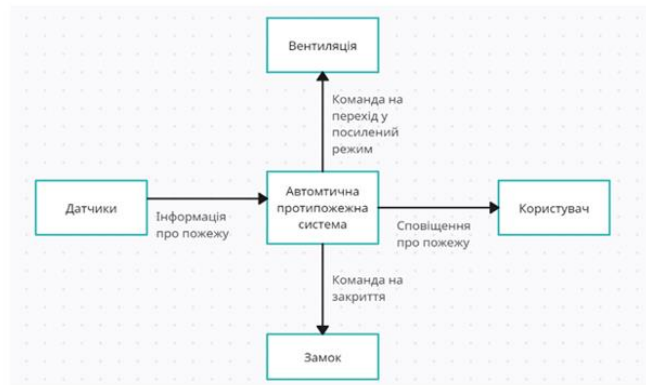 Вентиляція
Команда на
перехід у
посилений
режим
Датчики
Інформація
про пожежу
Автомтична
протипожежна
система
Сповіщення
про пожежу
Користувач
Команда на
закриття
Замок